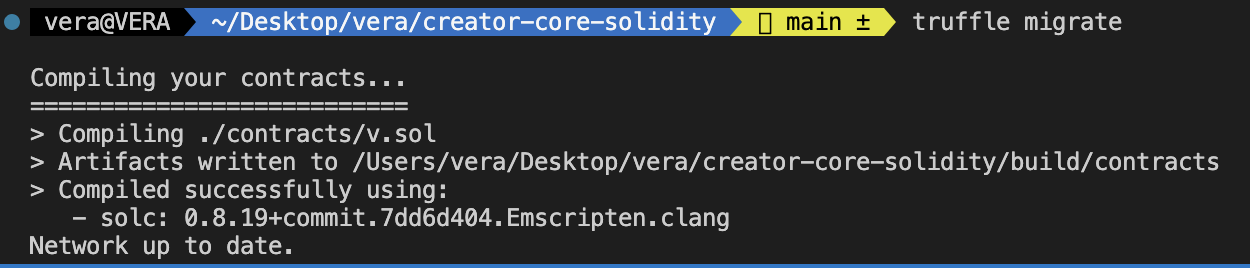 vera@VERA ~/Desktop/vera/creator-core-solidity main ± truffle migrate
Compiling your contracts...
===========================
> Compiling ./contracts/v.sol
> Artifacts written to /Users/vera/Desktop/vera/creator-core-solidity/build/contracts
> Compiled successfully using:
- solc: 0.8.19+commit.7dd6d404.Emscripten.clang
Network up to date.